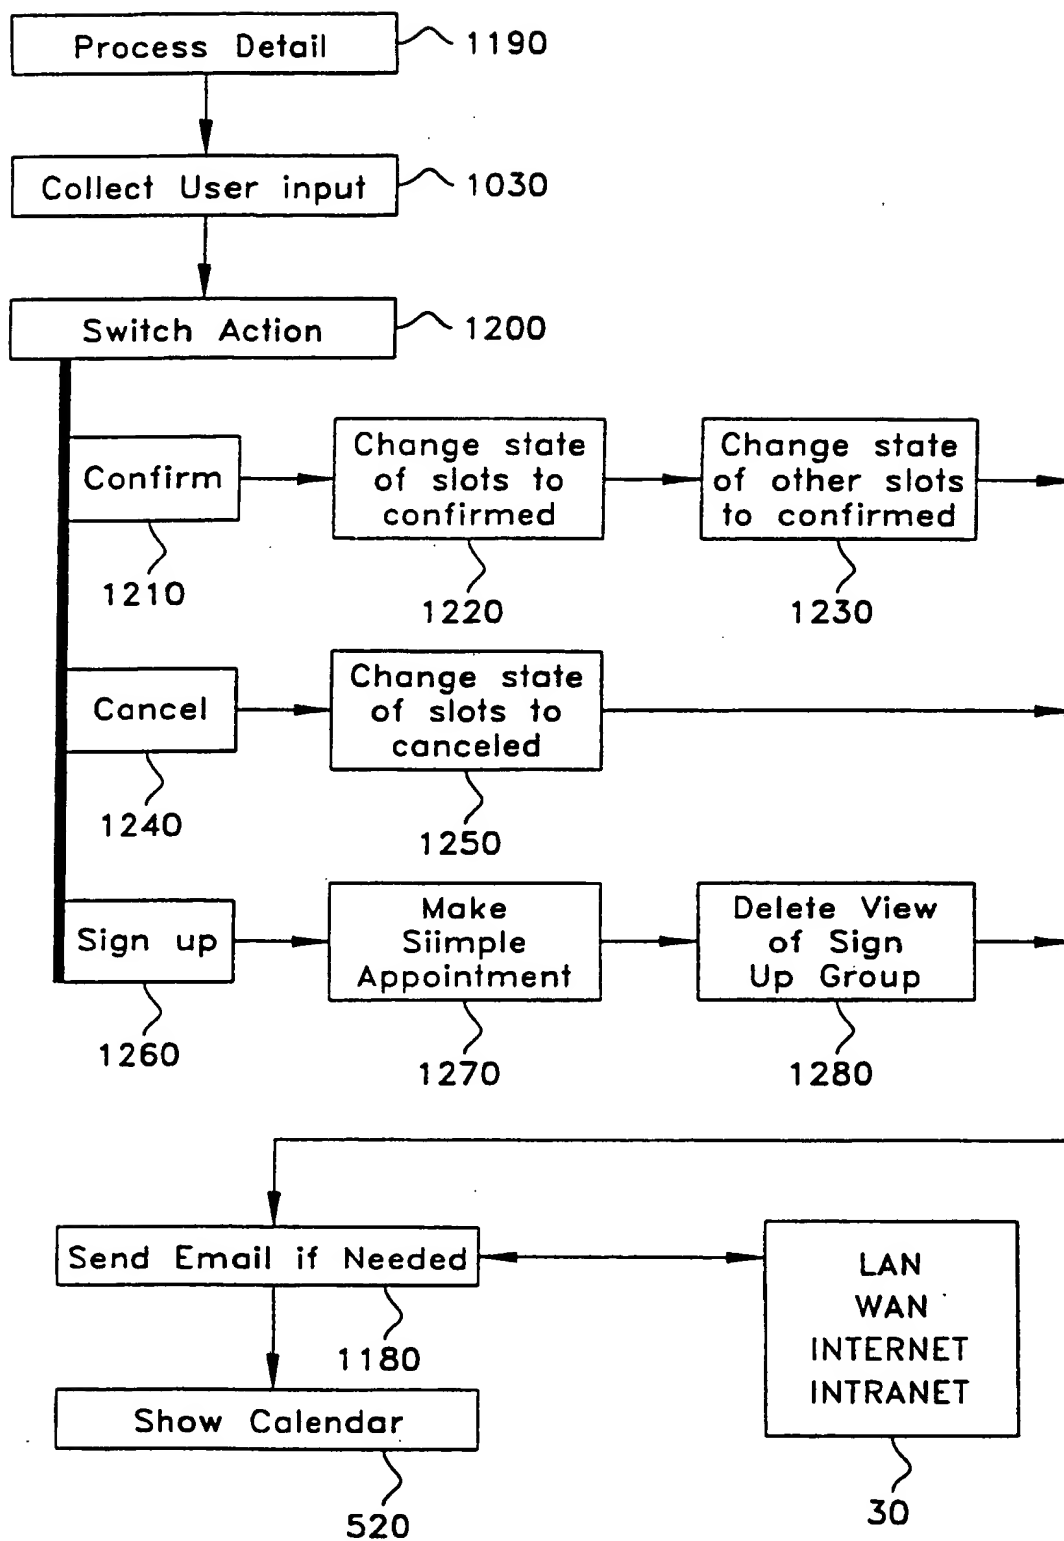 Process Detail
1190
Collect User input
1030
Switch Action
1200
Confirm
1210
Change state
of slots to
confirmed
1220
Change state
of other slots
to confirmed
1230
Cancel
1240
Change state
of slots to
canceled
1250
Sign up
1260
Make
Siimple
Appointment
1270
Delete View
of Sign
Up Group
1280
Send Email if Needed
1180
LAN
WAN
INTERNET
INTRANET
30
Show Calendar
520